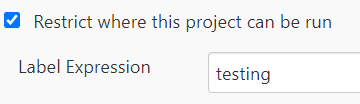 Restrict where this project can be run
Label Expression
testing